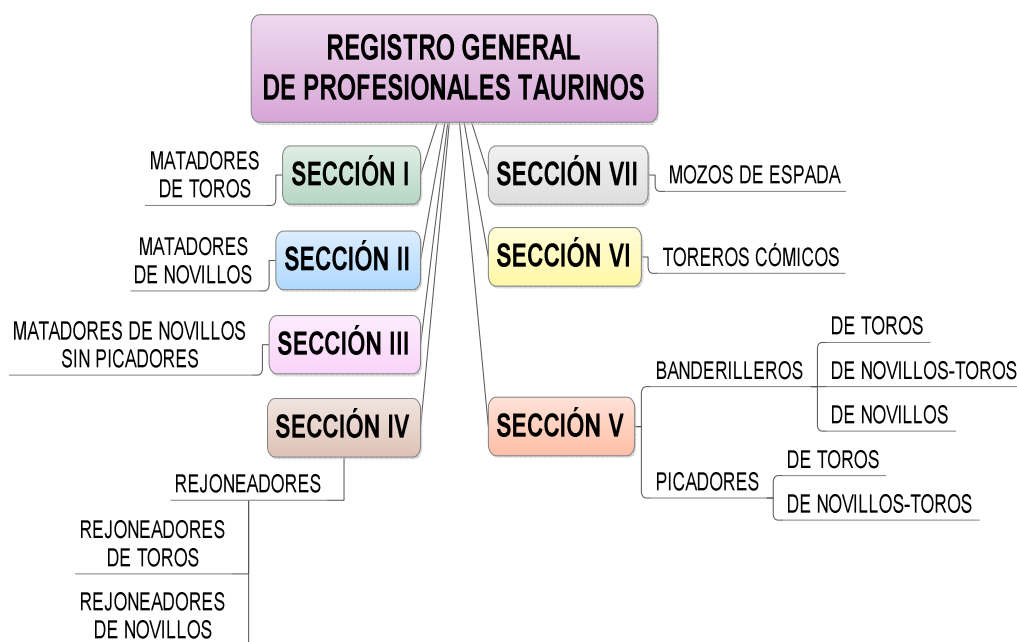 REGISTRO GENERAL
DE PROFESIONALES TAURINOS
SECCIÓN I
MATADORES
DE TOROS
SECCIÓN II
MATADORES
DE NOVILLOS
SECCIÓN III
MATADORES DE NOVILLOS
SIN PICADORES
SECCIÓN IV
REJONEADORES
REJONEADORES
DE TOROS
REJONEADORES
DE NOVILLOS
SECCIÓN V
BANDERILLEROS
DE TOROS
DE NOVILLOS-TOROS
DE NOVILLOS
PICADORES
DE TOROS
DE NOVILLOS-TOROS
SECCIÓN VI
TOREROS CÓMICOS
SECCIÓN VII
MOZOS DE ESPADA